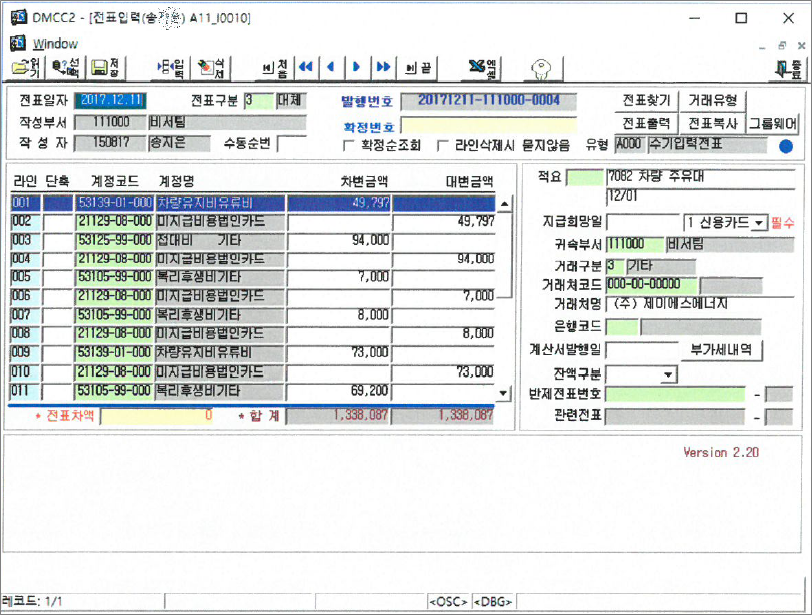 DMCC2 - [전표입력(송 A11_I0010]
Window
읽기 선택 저장 입력 삭제 처음 끝 엑셀 종료
전표일자 2017.12.11 전표구분 3 대체 발행번호 20171211-111000-0004 전표찾기 거래유형
작성부서 111000 비서팀 확정번호 전표출력 전표복사 그룹웨어
작성자 150817 송지은 수동순번 확정순조회 라인삭제시 묻지않음 유형 A000 수기입력전표
라인 단축 계정코드 계정명 차변금액 대변금액
001 53139-01-000 차량유지비유류비 49,797
002 21129-08-000 미지급비용법인카드 49,797
003 53125-99-000 접대비 기타 94,000
004 21129-08-000 미지급비용법인카드 94,000
005 53105-99-000 복리후생비기타 7,000
006 21129-08-000 미지급비용법인카드 7,000
007 53105-99-000 복리후생비기타 8,000
008 21129-08-000 미지급비용법인카드 8,000
009 53139-01-000 차량유지비유류비 73,000
010 21129-08-000 미지급비용법인카드 73,000
011 53105-99-000 복리후생비기타 69,200
* 전표차액 0 * 합 계 1,338,087 1,338,087
적요 7082 차량 주유대
12/01
지급희망일 1 신용카드 필수
귀속부서 111000 비서팀
거래구분 3 기타
거래처코드 000-00-00000
거래처명 (주) 제미에스에너지
은행코드
계산서발행일 부가세내역
잔액구분
반제전표번호 -
관련전표 -
Version 2.20
레코드: 1/1 <OSC> <DBG>